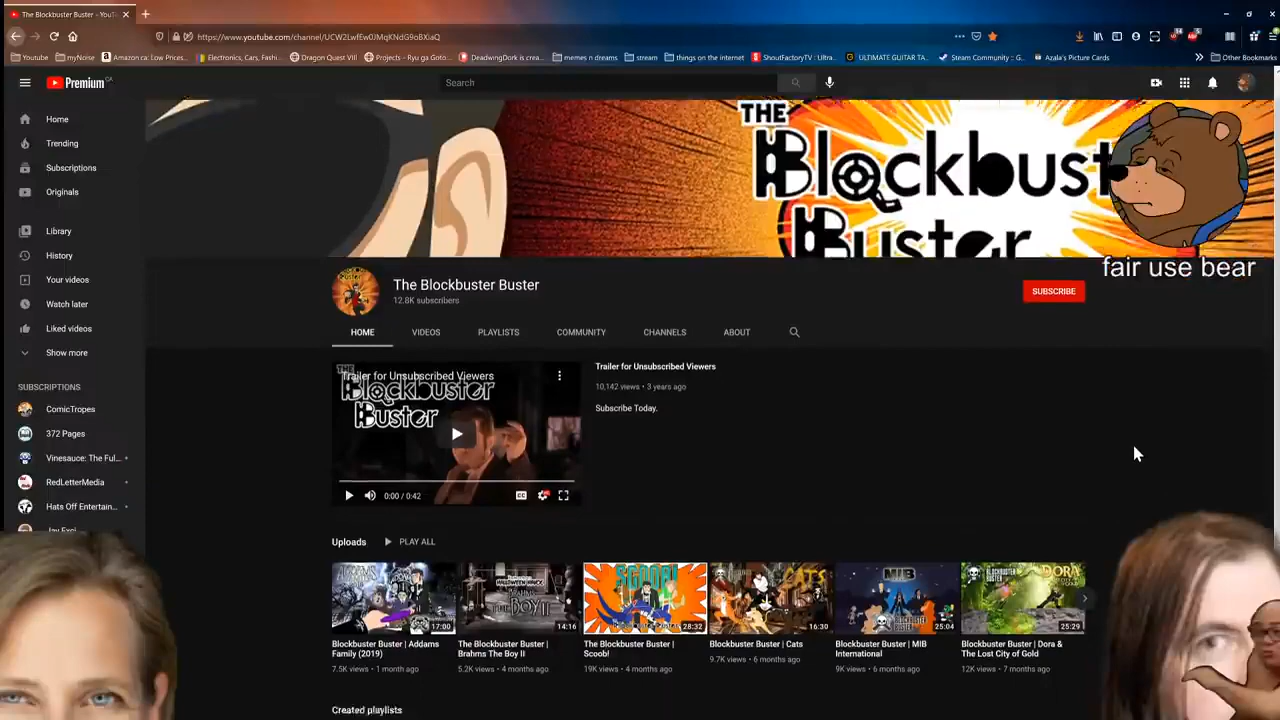 The Blockbuster Buster - YouT
https://www.youtube.com/channel/UCW2LwfEw0JMqKNdG9oBXlaQ
Youtube
myNoise
Amazon.ca: Low Prices...
Electronics, Cars, Fashi...
Dragon Quest VIII
Projects – Ryu ga Goto...
DeadwingDork is crea...
memes n dreams
stream
things on the internet
ShoutFactoryTV : Ultra...
ULTIMATE GUITAR TA...
Steam Community :: G...
Azala's Picture Cards
Other Bookmarks
Premium CA
Search
Home
Trending
Subscriptions
Originals
Library
History
Your videos
Watch later
Liked videos
Show more
SUBSCRIPTIONS
ComicTropes
372 Pages
Vinesauce: The Ful...
RedLetterMedia
Hats Off Entertain...
THE
Blockbust
Buster
fair use bear
The Blockbuster Buster
12.8K subscribers
SUBSCRIBE
HOME
VIDEOS
PLAYLISTS
COMMUNITY
CHANNELS
ABOUT
THE
Trailer for Unsubscribed Viewers
Blockbuster
Buster
0:00 / 0:42
Trailer for Unsubscribed Viewers
10,142 views • 3 years ago
Subscribe Today.
Uploads
PLAY ALL
17:00
14:16
28:32
16:30
25:04
25:29
SCOOB!
CATS
MIB
DORA
Blockbuster Buster | Addams
Family (2019)
7.5K views • 1 month ago
The Blockbuster Buster |
Brahms The Boy II
5.2K views • 4 months ago
The Blockbuster Buster |
Scoob!
19K views • 4 months ago
Blockbuster Buster | Cats
9.7K views • 6 months ago
Blockbuster Buster | MIB
International
9K views • 6 months ago
Blockbuster Buster | Dora &
The Lost City of Gold
12K views • 7 months ago
Created playlists